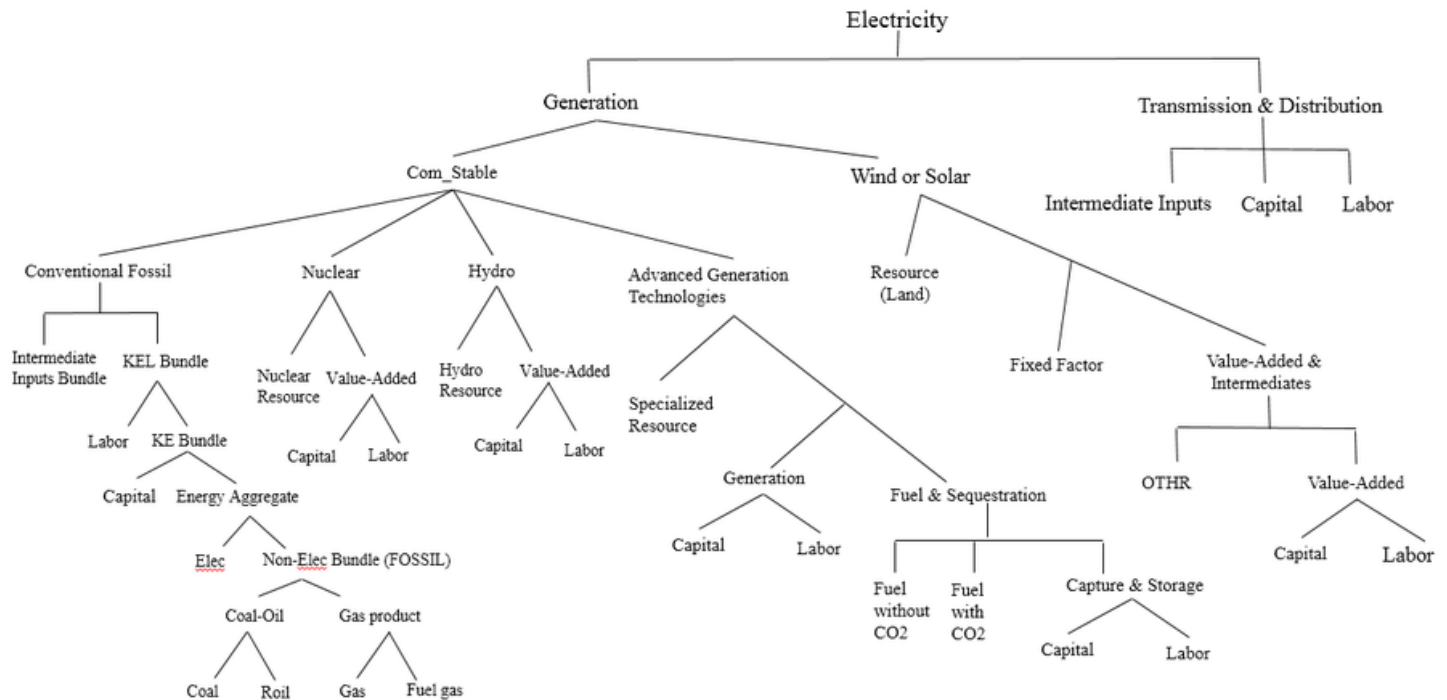 Electricity
Generation
Transmission & Distribution
Com_Stable
Wind or Solar
Intermediate Inputs
Capital
Labor
Conventional Fossil
Nuclear
Hydro
Advanced Generation
Technologies
Resource
(Land)
Intermediate
Inputs Bundle
KEL Bundle
Nuclear
Resource
Value-Added
Hydro
Resource
Value-Added
Fixed Factor
Value-Added &
Intermediates
Specialized
Resource
Labor
KE Bundle
Capital
Labor
Capital
Labor
Capital
Energy Aggregate
Generation
Fuel & Sequestration
OTHR
Value-Added
Elec
Non-Elec Bundle (FOSSIL)
Capital
Labor
Capital
Labor
Fuel
without
CO2
Fuel
with
CO2
Capture & Storage
Coal-Oil
Gas product
Capital
Labor
Coal
Roil
Gas
Fuel gas